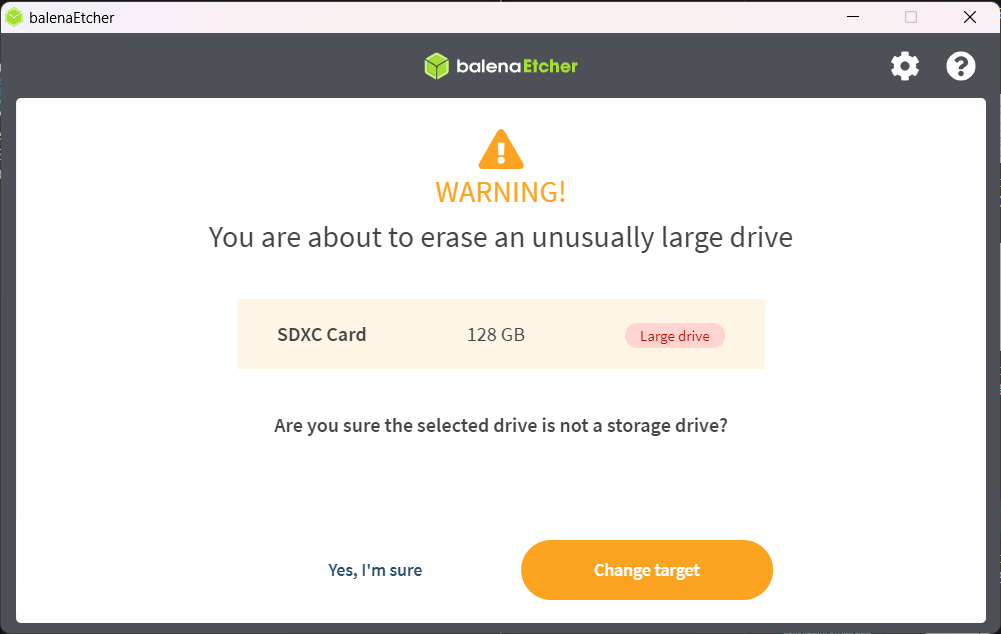 balenaEtcher
balenaEtcher
WARNING!
You are about to erase an unusually large drive
SDXC Card 128 GB Large drive
Are you sure the selected drive is not a storage drive?
Yes, I'm sure Change target